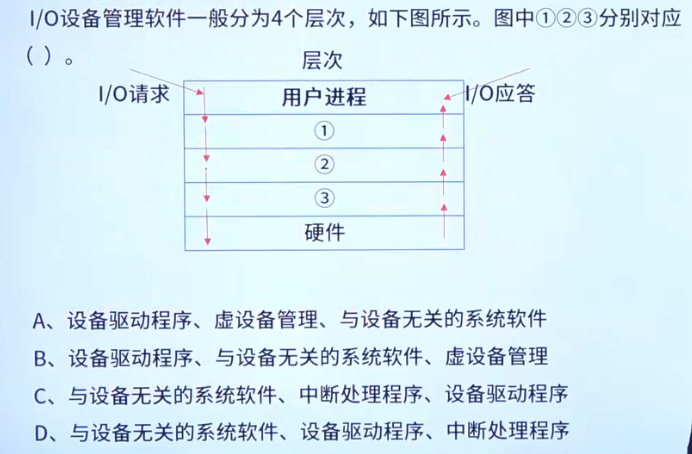 I/O设备管理软件一般分为4个层次，如下图所示。图中①②③分别对应
（ ）。
层次
I/O请求
用户进程
I/O应答
①
②
③
硬件
A、设备驱动程序、虚设备管理、与设备无关的系统软件
B、设备驱动程序、与设备无关的系统软件、虚设备管理
C、与设备无关的系统软件、中断处理程序、设备驱动程序
D、与设备无关的系统软件、设备驱动程序、中断处理程序